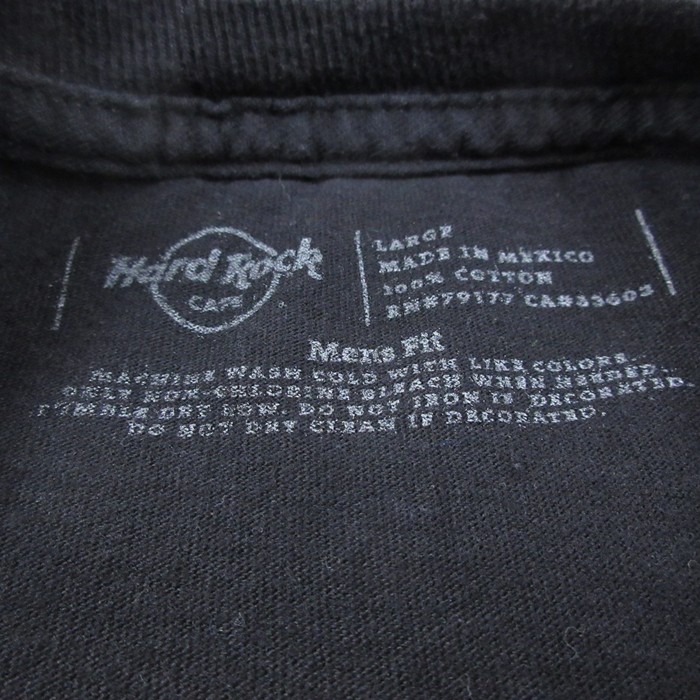 Hard Rock
CAFE
LARGE
MADE IN MEXICO
100% COTTON
RN#79177 CA#33603
Mens Fit
MACHINE WASH COLD WITH LIKE COLORS.
ONLY NON-CHLORINE BLEACH WHEN NEEDED.
TUMBLE DRY LOW. DO NOT IRON IF DECORATED.
DO NOT DRY CLEAN IF DECORATED.